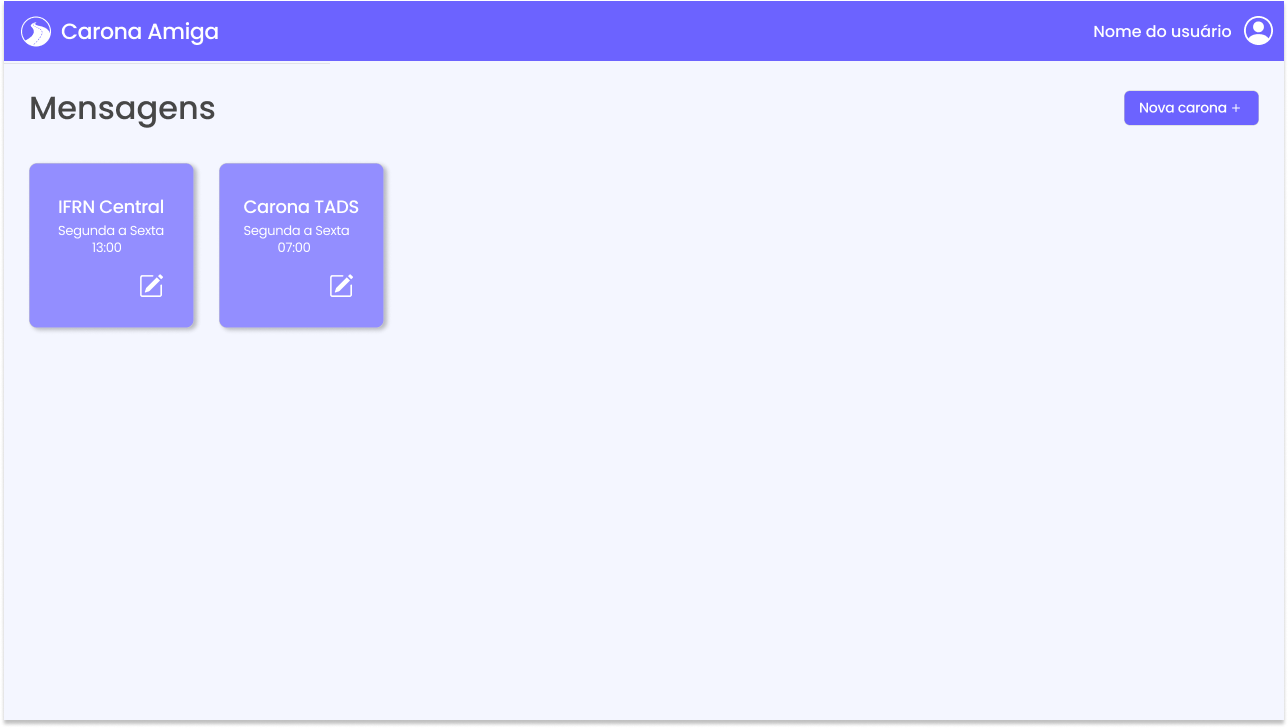 Carona Amiga
Nome do usuário
Mensagens
Nova carona +
IFRN Central
Segunda a Sexta
13:00
Carona TADS
Segunda a Sexta
07:00